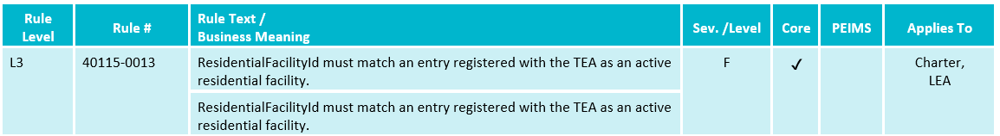 Rule Level
Rule #
Rule Text /
Business Meaning
Sev. /Level
Core
PEIMS
Applies To
L3
40115-0013
ResidentialFacilityId must match an entry registered with the TEA as an active
residential facility.
F
✓
Charter,
LEA
ResidentialFacilityId must match an entry registered with the TEA as an active
residential facility.